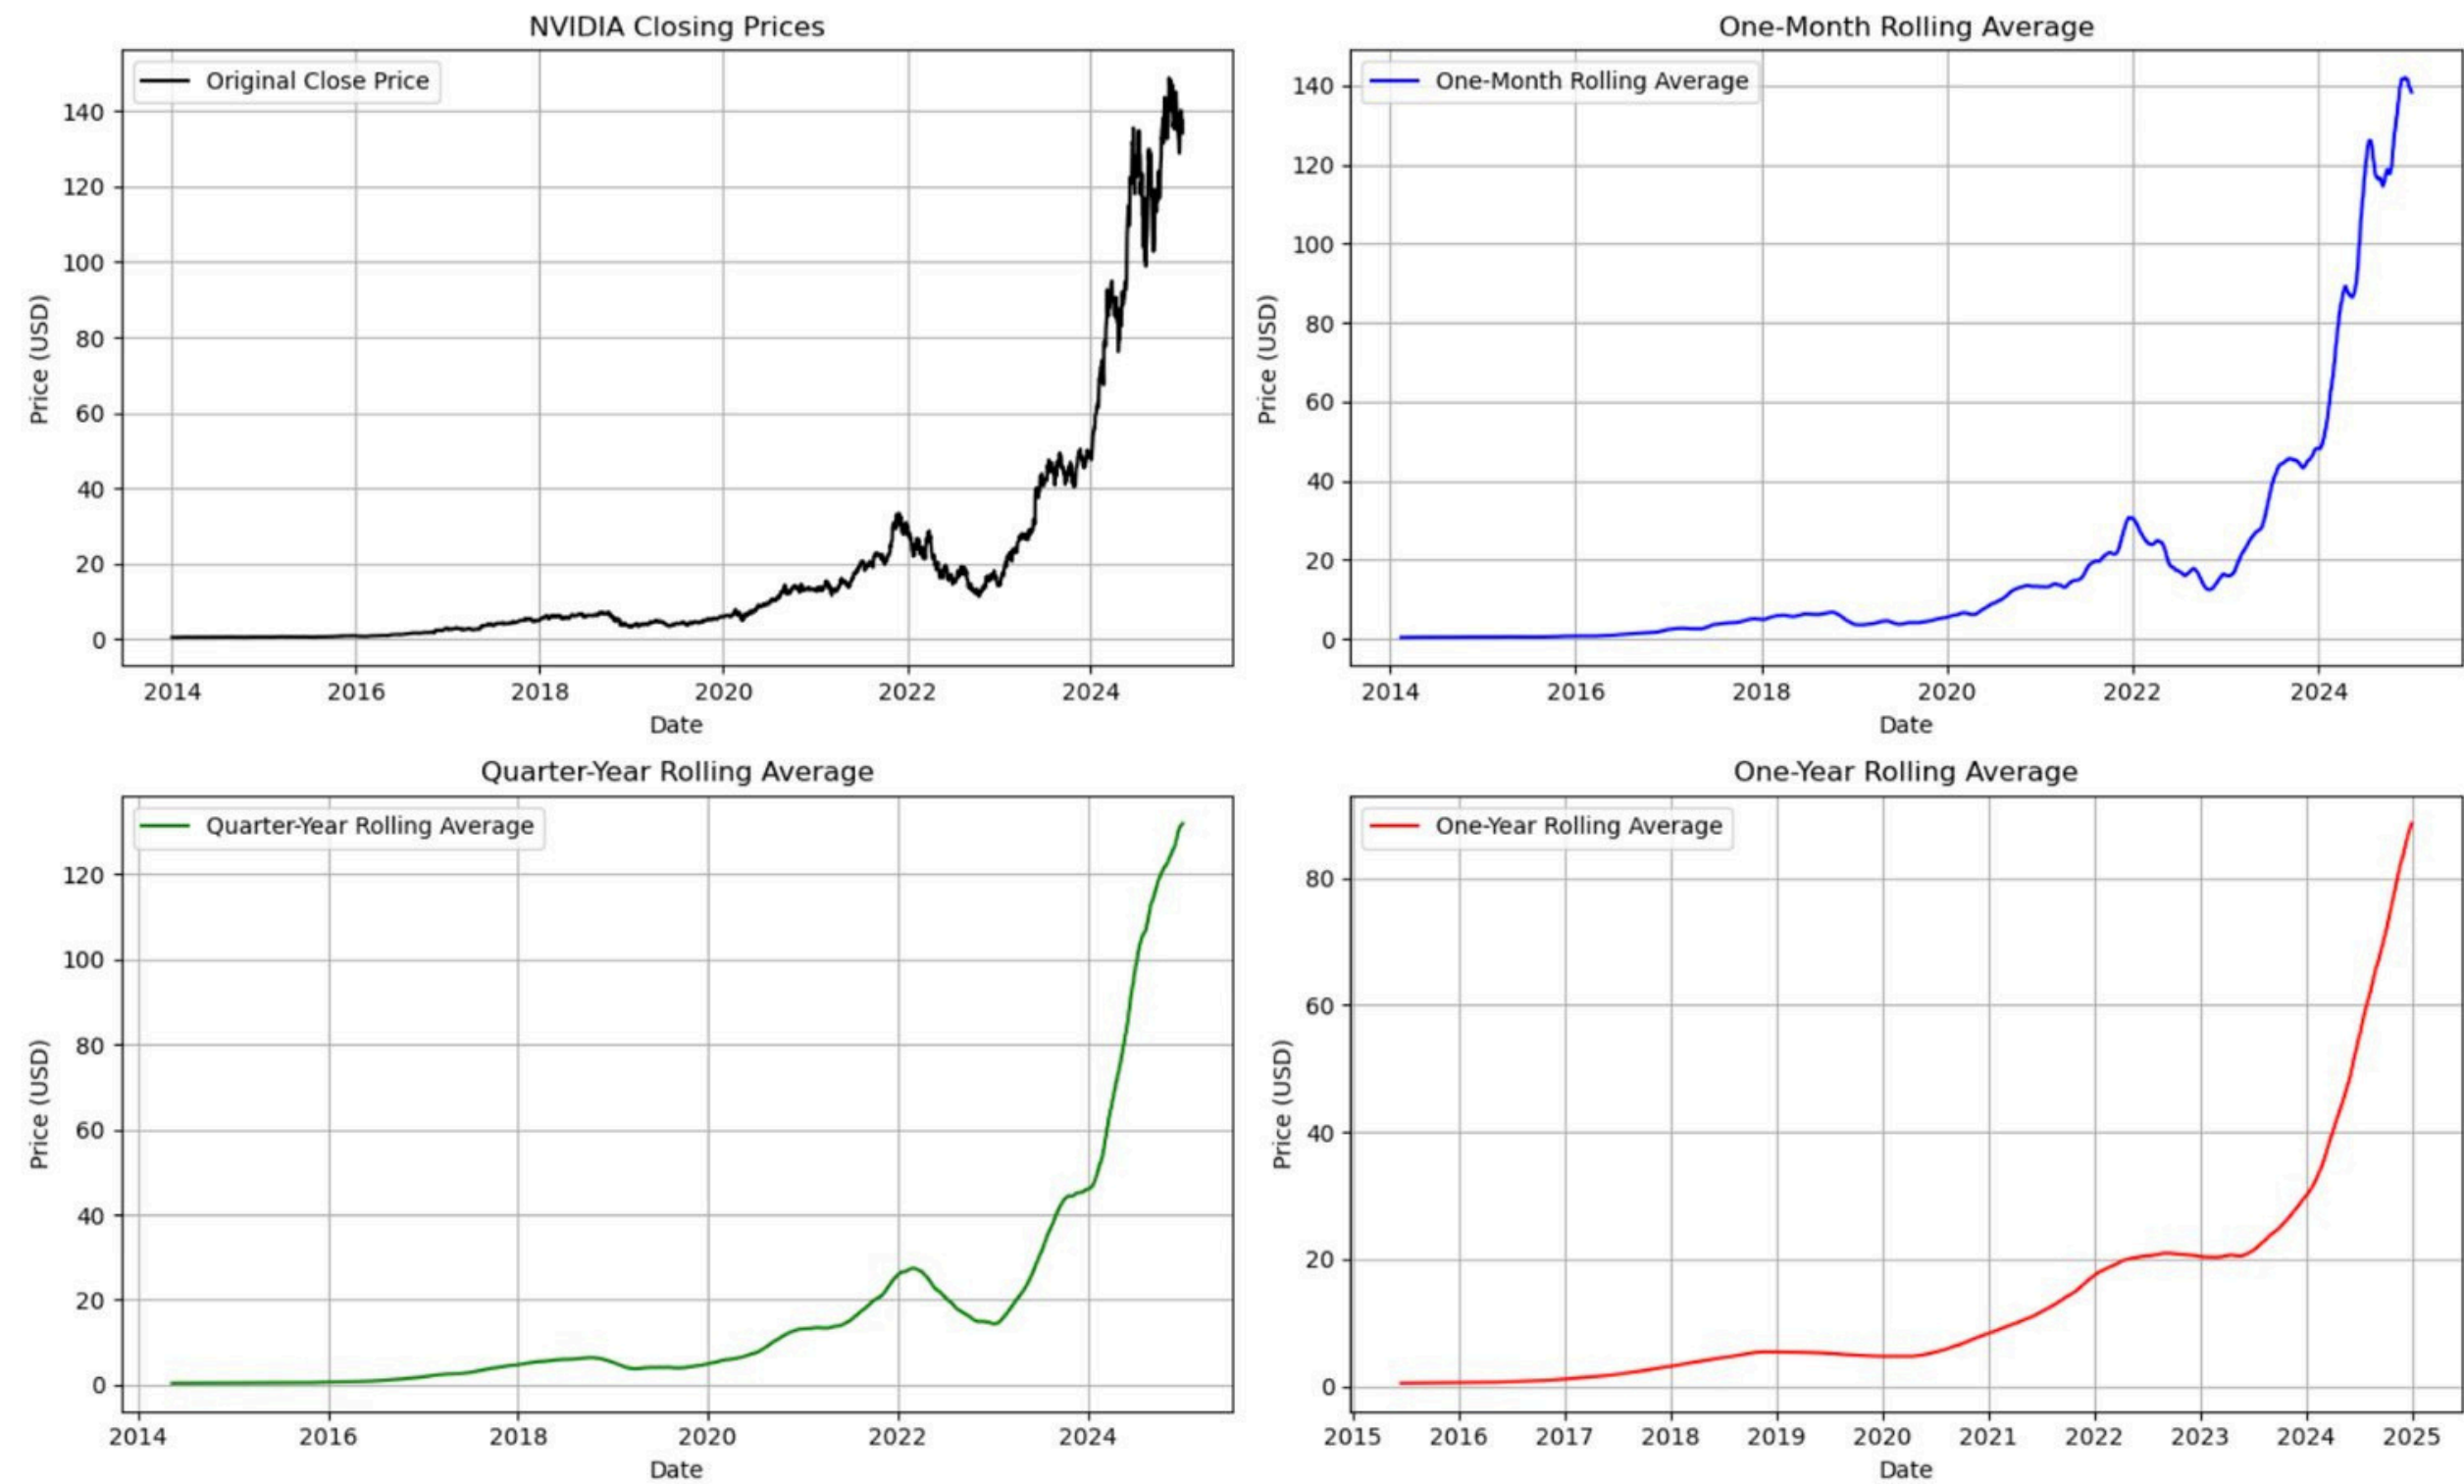 NVIDIA Closing Prices
Original Close Price
140
120
100
80
60
40
20
0
Price (USD)
2014 2016 2018 2020 2022 2024
Date
One-Month Rolling Average
One-Month Rolling Average
140
120
100
80
60
40
20
0
Price (USD)
2014 2016 2018 2020 2022 2024
Date
Quarter-Year Rolling Average
Quarter-Year Rolling Average
120
100
80
60
40
20
0
Price (USD)
2014 2016 2018 2020 2022 2024
Date
One-Year Rolling Average
One-Year Rolling Average
80
60
40
20
0
Price (USD)
2015 2016 2017 2018 2019 2020 2021 2022 2023 2024 2025
Date